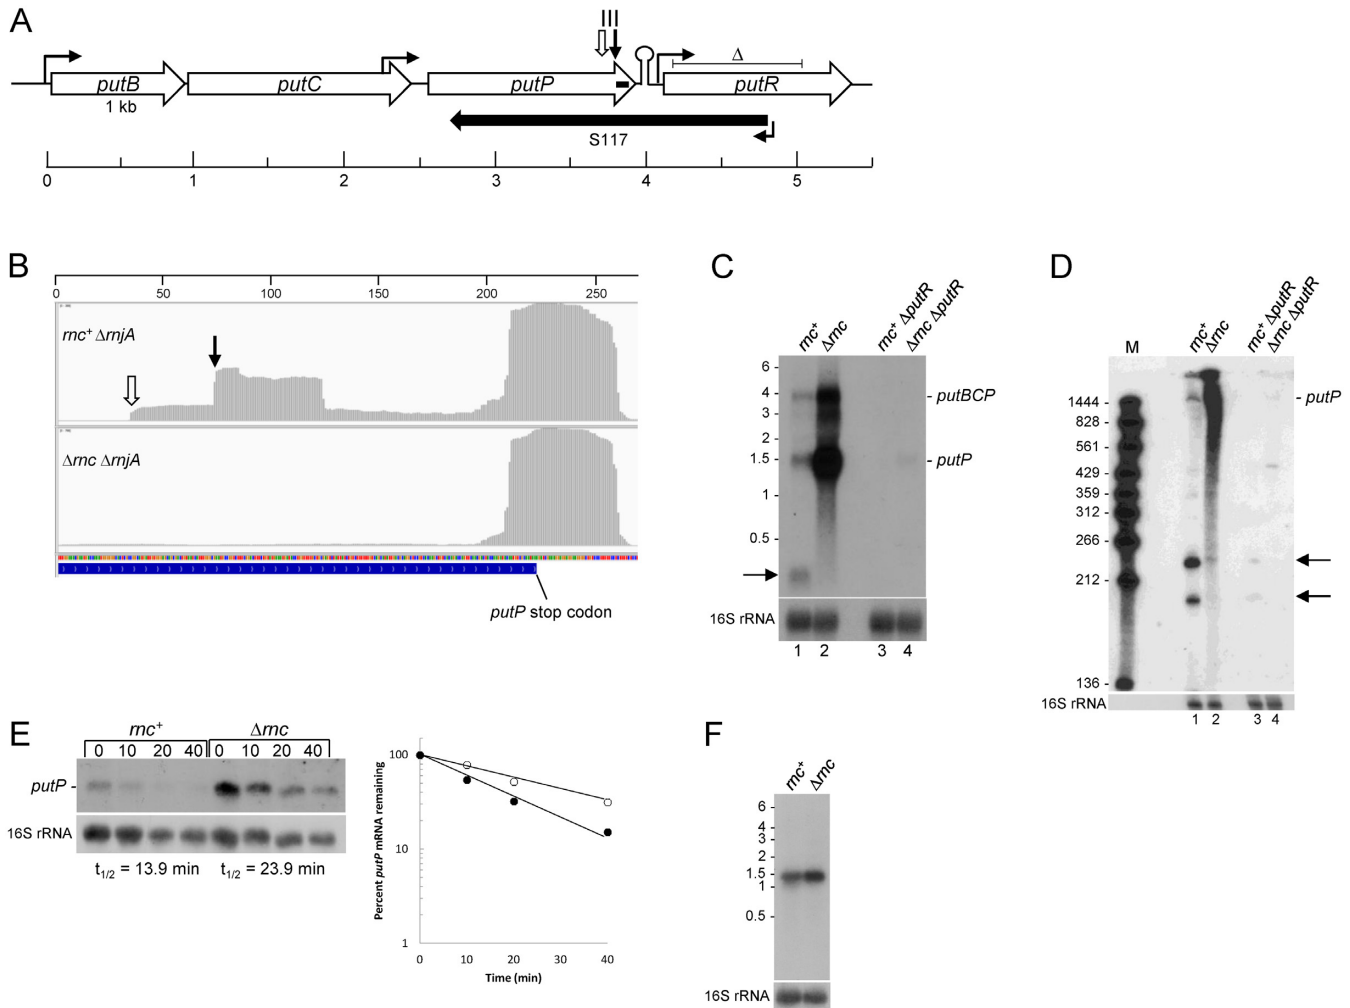 A
III
Δ
putB
putC
putP
putR
1 kb
S117
0 1 2 3 4 5
B
0 50 100 150 200 250
rnc+ ΔrnjA
Δrnc ΔrnjA
putP stop codon
C
rnc+
Δrnc
rnc+ ΔputR
Δrnc ΔputR
6 -
4 -
3 -
2 -
1.5 -
1 -
0.5 -
- putBCP
- putP
16S rRNA
1 2 3 4
D
M
rnc+
Δrnc
rnc+ ΔputR
Δrnc ΔputR
1444 -
828 -
561 -
429 -
359 -
312 -
266 -
212 -
136 -
- putP
16S rRNA
1 2 3 4
E
rnc+ Δrnc
0 10 20 40 0 10 20 40
putP -
16S rRNA
t1/2 = 13.9 min t1/2 = 23.9 min
Percent putP mRNA remaining
100
10
1
0 10 20 30 40
Time (min)
F
rnc+
Δrnc
6 -
4 -
3 -
2 -
1.5 -
1 -
0.5 -
16S rRNA